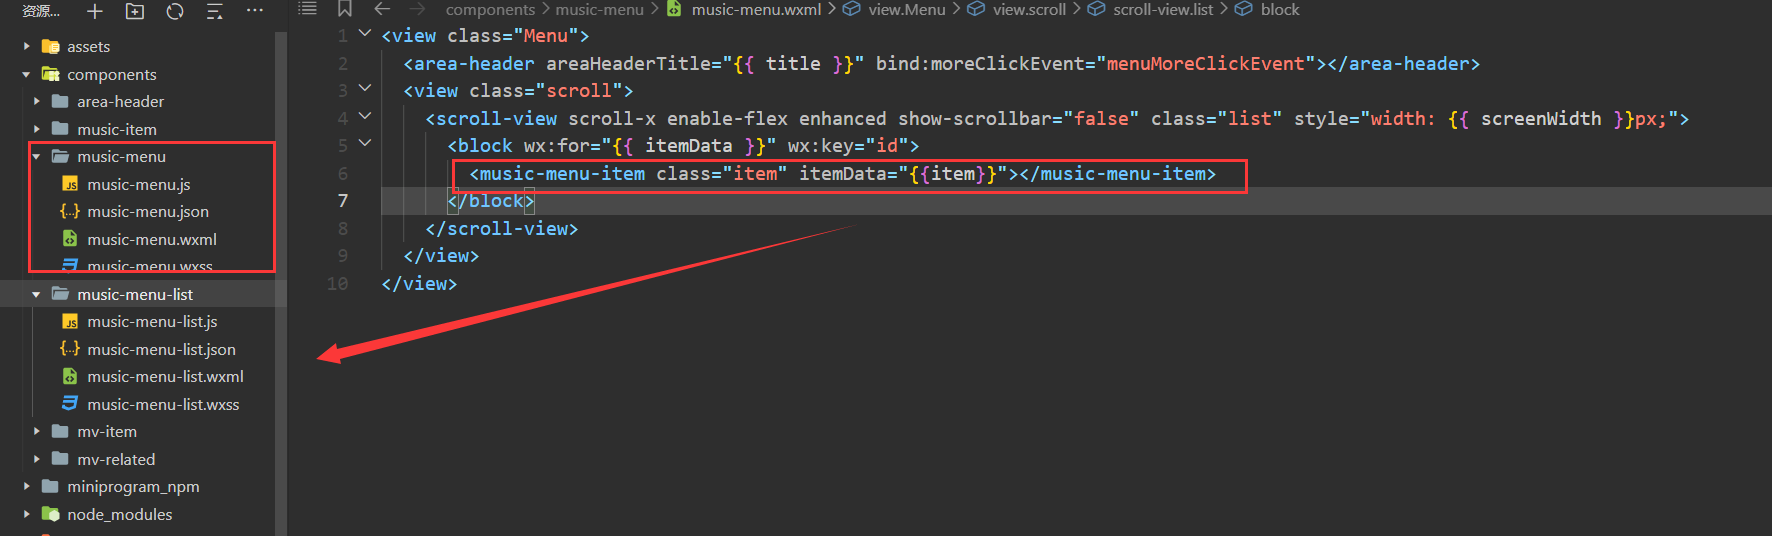 资源...
assets
components
area-header
music-item
music-menu
music-menu.js
music-menu.json
music-menu.wxml
music-menu.wxss
music-menu-list
music-menu-list.js
music-menu-list.json
music-menu-list.wxml
music-menu-list.wxss
mv-item
mv-related
miniprogram_npm
node_modules
components > music-menu > music-menu.wxml > view.Menu > view.scroll > scroll-view.list > block
1 <view class="Menu">
2 <area-header areaHeaderTitle="{{ title }}" bind:moreClickEvent="menuMoreClickEvent"></area-header>
3 <view class="scroll">
4 <scroll-view scroll-x enable-flex enhanced show-scrollbar="false" class="list" style="width: {{ screenWidth }}px;">
5 <block wx:for="{{ itemData }}" wx:key="id">
6 <music-menu-item class="item" itemData="{{item}}"></music-menu-item>
7 </block>
8 </scroll-view>
9 </view>
10 </view>